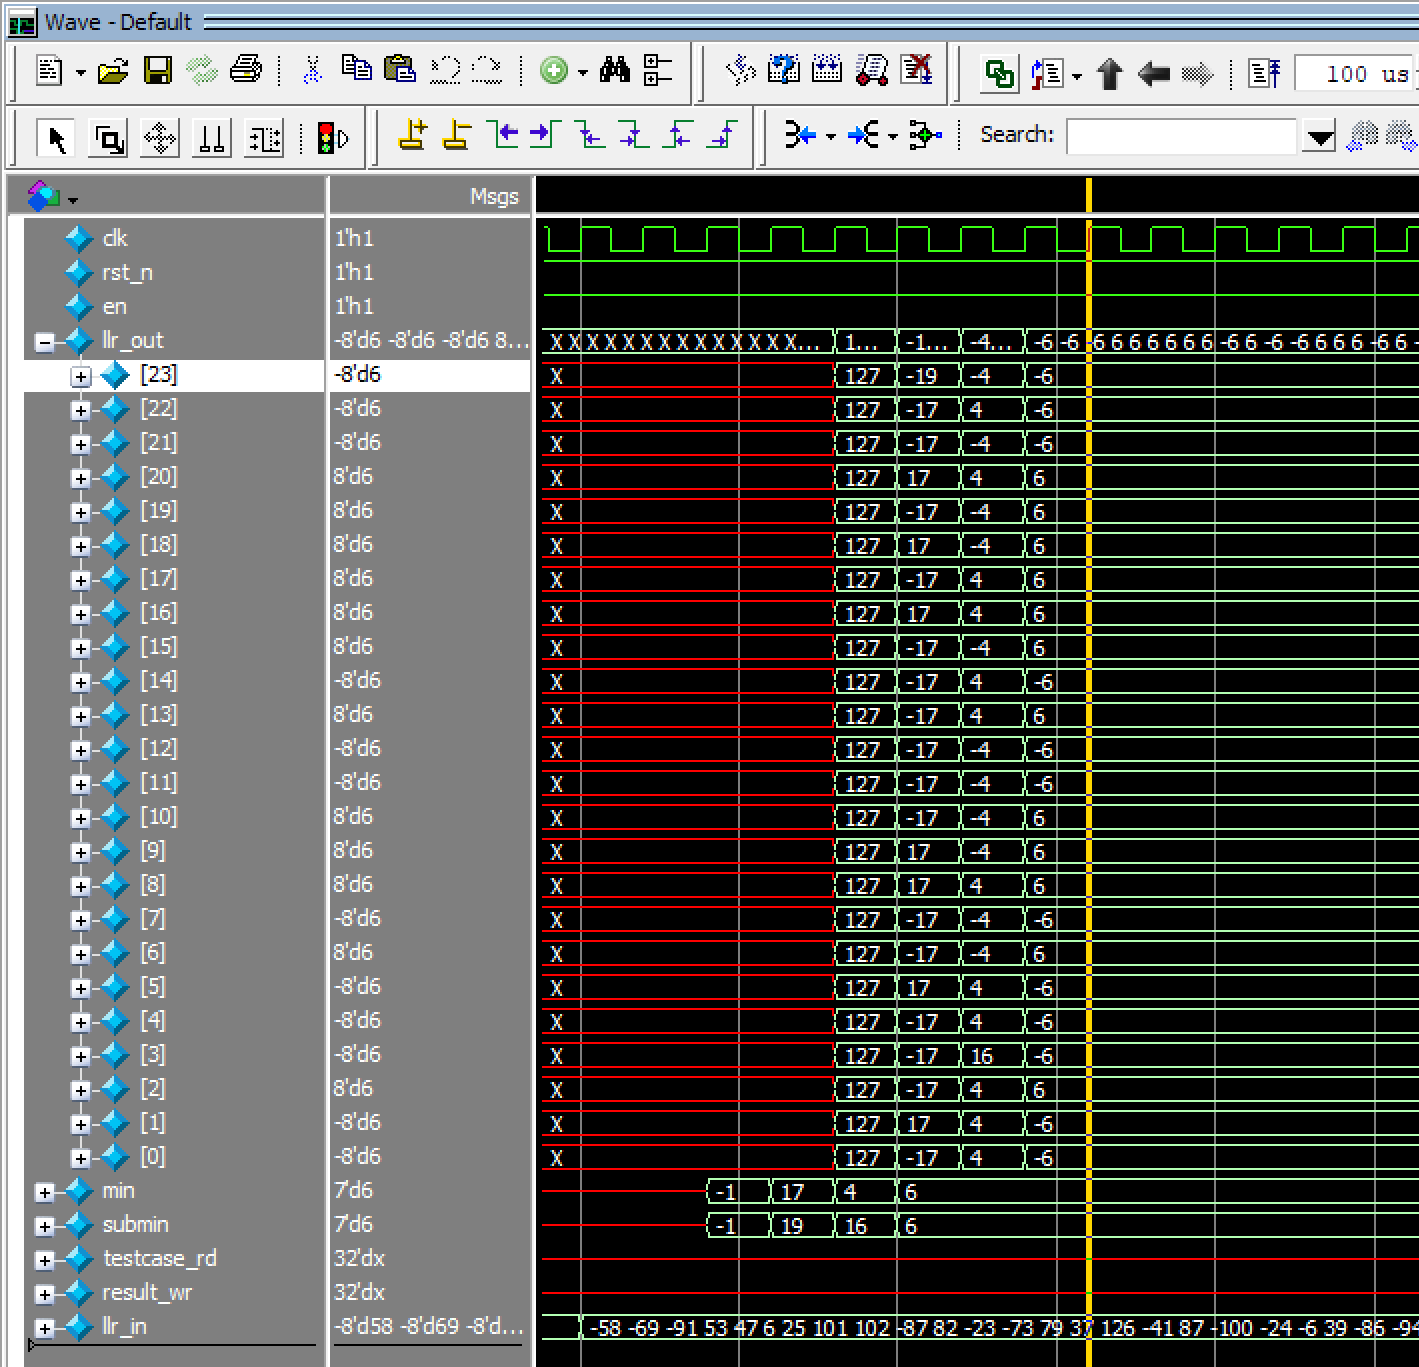 Wave - Default
100 us
Search:
Msgs
clk 1'h1
rst_n 1'h1
en 1'h1
llr_out -8'd6 -8'd6 -8'd6 8... X X X X X X X X X X X X X X... 1... -1... -4... -6 -6 -6 6 6 6 6 6 6 -6 6 -6 -6 6 6 6 -6 6 -
[23] -8'd6 X 127 -19 -4 -6
[22] -8'd6 X 127 -17 4 -6
[21] -8'd6 X 127 -17 -4 -6
[20] 8'd6 X 127 17 4 6
[19] 8'd6 X 127 -17 -4 6
[18] 8'd6 X 127 17 -4 6
[17] 8'd6 X 127 -17 4 6
[16] 8'd6 X 127 17 4 6
[15] 8'd6 X 127 -17 -4 6
[14] -8'd6 X 127 -17 4 -6
[13] 8'd6 X 127 -17 4 6
[12] -8'd6 X 127 -17 -4 -6
[11] -8'd6 X 127 -17 -4 -6
[10] 8'd6 X 127 -17 -4 6
[9] 8'd6 X 127 17 -4 6
[8] 8'd6 X 127 17 4 6
[7] -8'd6 X 127 -17 -4 -6
[6] 8'd6 X 127 -17 -4 6
[5] -8'd6 X 127 17 4 -6
[4] -8'd6 X 127 -17 4 -6
[3] -8'd6 X 127 -17 16 -6
[2] 8'd6 X 127 -17 4 6
[1] -8'd6 X 127 17 4 -6
[0] -8'd6 X 127 -17 4 -6
min 7'd6 -1 17 4 6
submin 7'd6 -1 19 16 6
testcase_rd 32'dx
result_wr 32'dx
llr_in -8'd58 -8'd69 -8'd... -58 -69 -91 53 47 6 25 101 102 -87 82 -23 -73 79 37 126 -41 87 -100 -24 -6 39 -86 -94